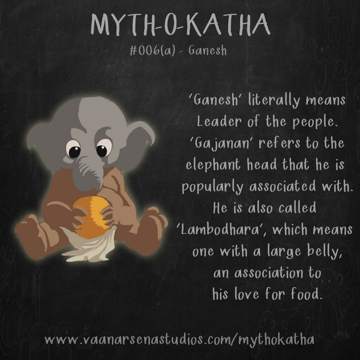 MYTH-O-KATHA
#006(a) - Ganesh
'Ganesh' literally means
Leader of the people.
'Gajanan' refers to the
elephant head that he is
popularly associated with.
He is also called
'Lambodhara', which means
one with a large belly,
an association to
his love for food.
www.vaanarsenastudios.com/mythokatha